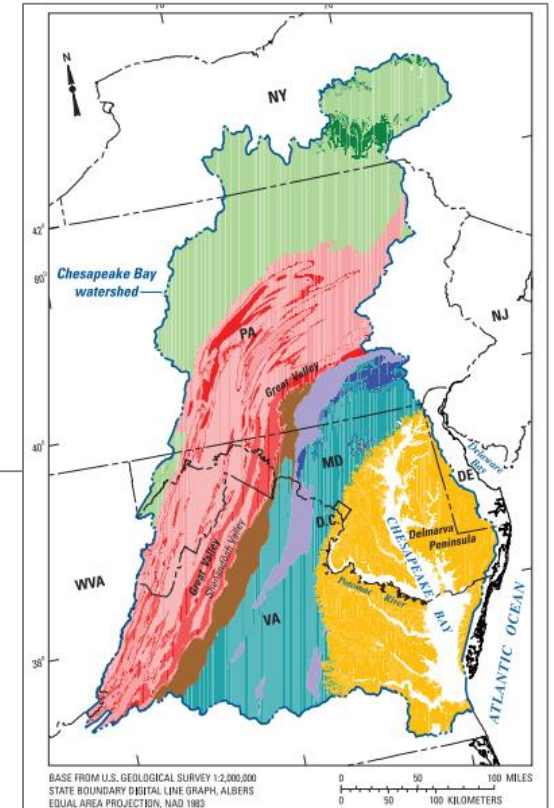 N
NY
42°
80°
Chesapeake Bay
watershed
PA
NJ
Great Valley
40°
MD
Delaware
Bay
DE
D.C
Delmarva
Peninsula
CHESAPEAKE BAY
WVA
Great Valley
Shenandoah Valley
Potomac River
VA
38°
ATLANTIC OCEAN
BASE FROM U.S. GEOLOGICAL SURVEY 1:2,000,000
STATE BOUNDARY DIGITAL LINE GRAPH, ALBERS
EQUAL AREA PROJECTION, NAD 1983
0 50 100 MILES
0 50 100 KILOMETERS